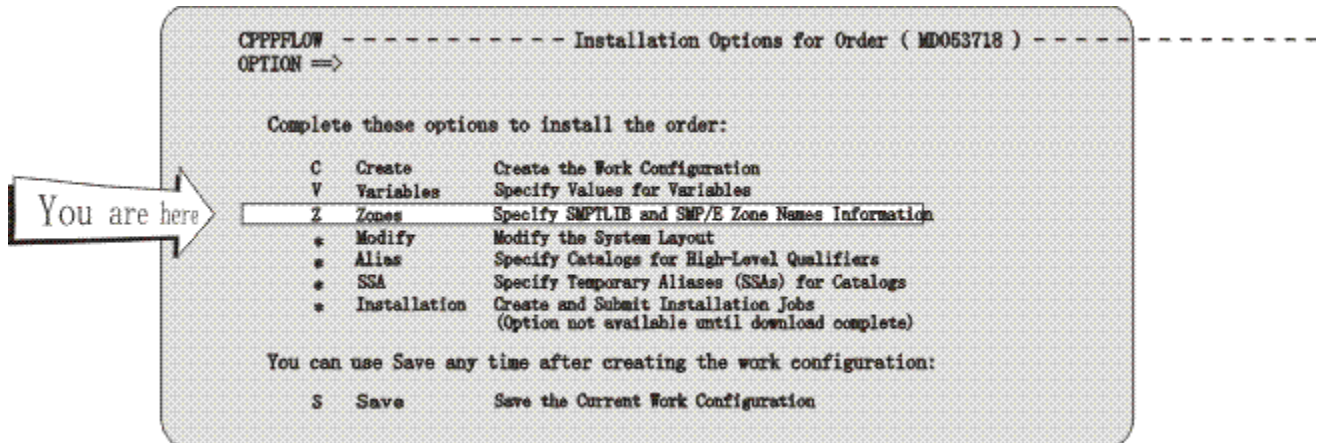 CPPPFLOW - - - - - - - - - - - Installation Options for Order ( MD053718 ) - - - - - - - - - - - - - -
OPTION ==>
Complete these options to install the order:
C Create Create the Work Configuration
V Variables Specify Values for Variables
You are here
Z Zones Specify SMPTLIB and SMP/E Zone Names Information
* Modify Modify the System Layout
* Alias Specify Catalogs for High-Level Qualifiers
* SSA Specify Temporary Aliases (SSAs) for Catalogs
* Installation Create and Submit Installation Jobs
(Option not available until download complete)
You can use Save any time after creating the work configuration:
S Save Save the Current Work Configuration